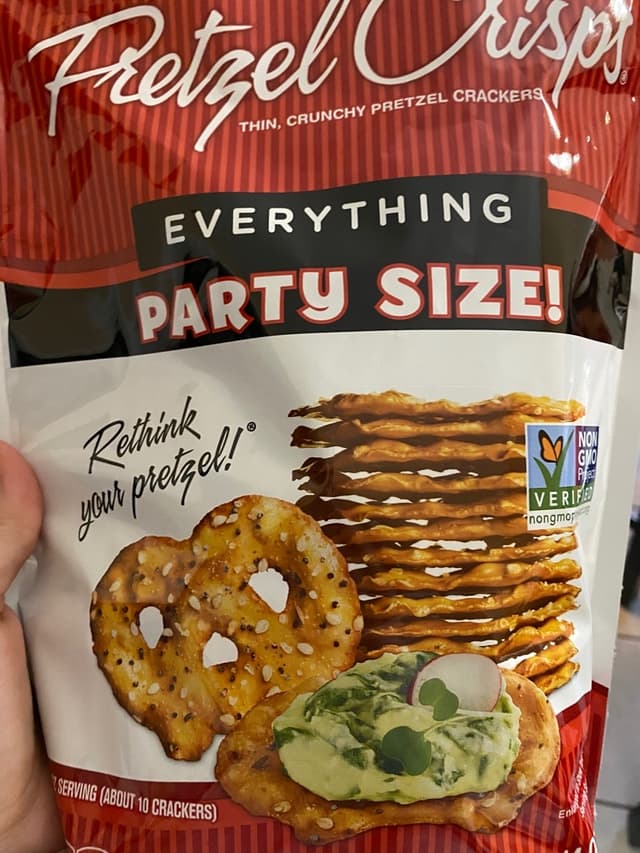 Pretzel Crisps
®
THIN, CRUNCHY PRETZEL CRACKERS
EVERYTHING
PARTY SIZE!
Rethink
your pretzel!®
NON
GMO
VERIFIED
SERVING (ABOUT 10 CRACKERS)